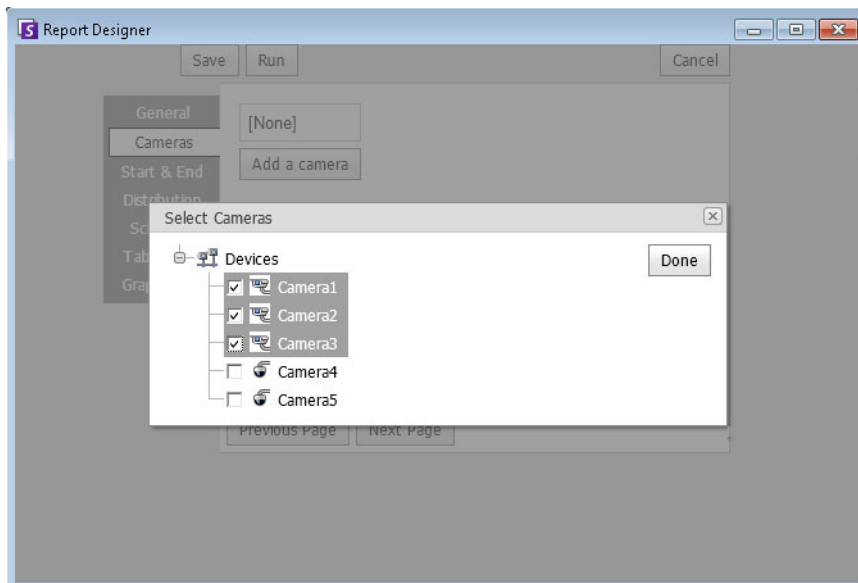 Report Designer
Save Run Cancel
General
[None]
Cameras
Add a camera
Start & End
Distribution
Select Cameras
Devices
Done
Camera1
Camera2
Camera3
Camera4
Camera5
Previous Page Next Page